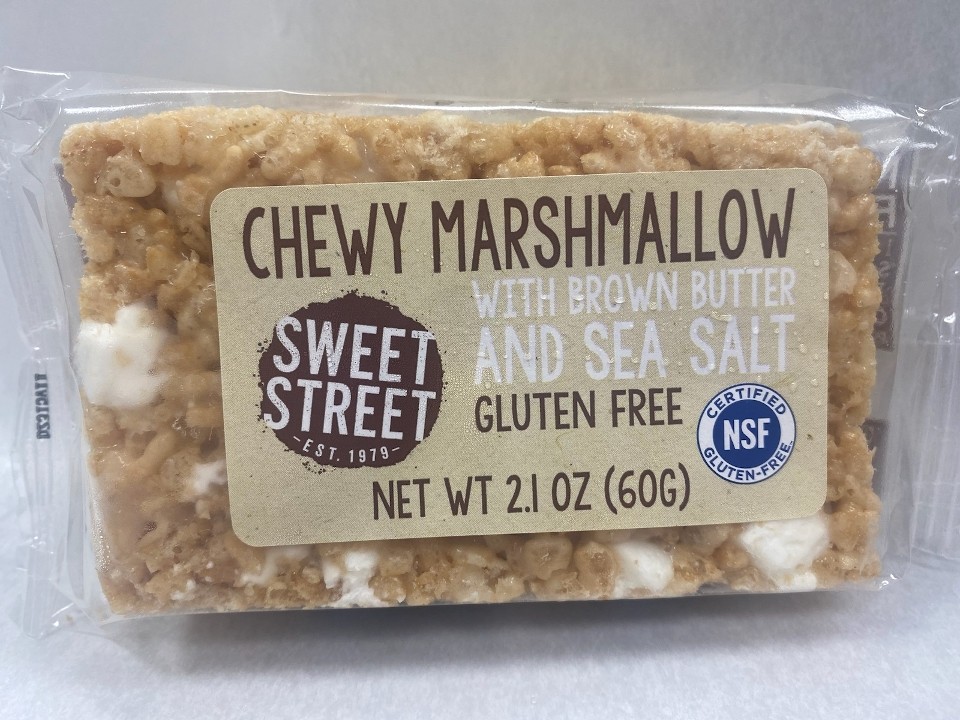 CHEWY MARSHMALLOW
WITH BROWN BUTTER
AND SEA SALT
SWEET
STREET
-EST. 1979-
GLUTEN FREE
CERTIFIED
NSF
GLUTEN-FREE
NET WT 2.1 OZ (60G)